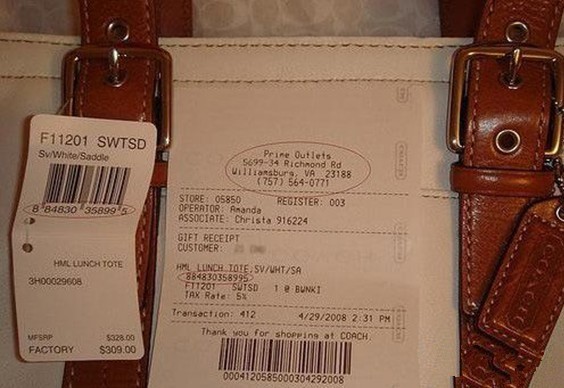 F11201 SWTSD
Sv/White/Saddle
8 84830 35899 5
HML LUNCH TOTE
3H00029608
MFSRP $328.00
FACTORY $309.00
Prime Outlets
5699-34 Richmond Rd
Williamsburg, VA 23188
(757) 564-0771
STORE: 05850 REGISTER: 003
OPERATOR: Amanda
ASSOCIATE: Christa 916224
GIFT RECEIPT
CUSTOMER:
HML LUNCH TOTE,SV/WHT/SA
884830358995
F11201 SWTSD 1 @ BWNKI
TAX Rate: 5%
Transaction: 412 4/29/2008 2:31 PM
Thank you for shopping at COACH.
0004120585000304292008
COACH